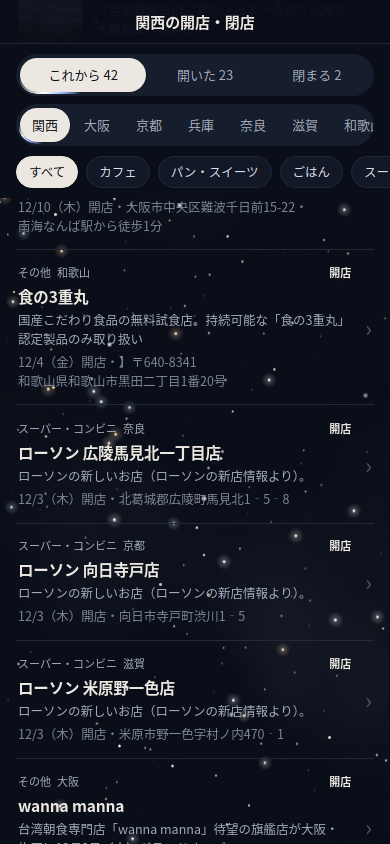 関西の開店・閉店
これから 42
開いた 23
閉まる 2
関西
大阪
京都
兵庫
奈良
滋賀
和歌
すべて
カフェ
パン・スイーツ
ごはん
スー
12/10（木）開店・大阪市中央区難波千日前15-22・
南海なんば駅から徒歩1分
その他 和歌山
開店
食の3重丸
国産こだわり食品の無料試食店。持続可能な「食の3重丸」
認定製品のみ取り扱い
12/4（金）開店・】〒640-8341
和歌山県和歌山市黒田二丁目1番20号
スーパー・コンビニ 奈良
開店
ローソン 広陵馬見北一丁目店
ローソンの新しいお店（ローソンの新店情報より）。
12/3（木）開店・北葛城郡広陵町馬見北1‐5‐8
スーパー・コンビニ 京都
開店
ローソン 向日寺戸店
ローソンの新しいお店（ローソンの新店情報より）。
12/3（木）開店・向日市寺戸町渋川1‐5
スーパー・コンビニ 滋賀
開店
ローソン 米原野一色店
ローソンの新しいお店（ローソンの新店情報より）。
12/3（木）開店・米原市野一色字村ノ内470‐1
その他 大阪
開店
wanna manna
台湾朝食専門店「wanna manna」待望の旗艦店が大阪・